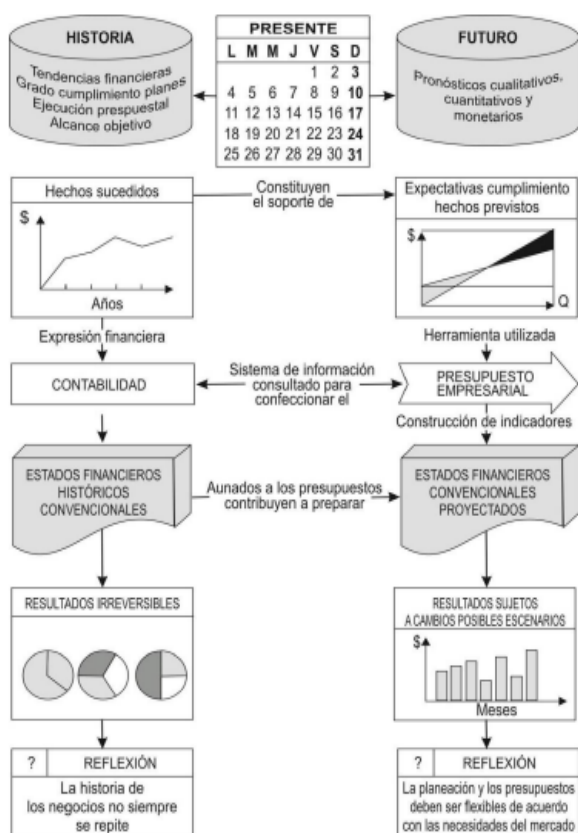 HISTORIA
Tendencias financieras
Grado cumplimiento planes
Ejecución prespuestal
Alcance objetivo
PRESENTE
L M M J V S D
1 2 3
4 5 6 7 8 9 10
11 12 13 14 15 16 17
18 19 20 21 22 23 24
25 26 27 28 29 30 31
FUTURO
Pronósticos cualitativos,
cuantitativos y
monetarios
Hechos sucedidos
$
Años
Constituyen
el soporte de
Expectativas cumplimiento
hechos previstos
$
Q
Expresión financiera
Herramienta utilizada
CONTABILIDAD
Sistema de información
consultado para
confeccionar el
PRESUPUESTO
EMPRESARIAL
Construcción de indicadores
ESTADOS FINANCIEROS
HISTÓRICOS
CONVENCIONALES
Aunados a los presupuestos
contribuyen a preparar
ESTADOS FINANCIEROS
CONVENCIONALES
PROYECTADOS
RESULTADOS IRREVERSIBLES
RESULTADOS SUJETOS
A CAMBIOS POSIBLES ESCENARIOS
$
Meses
? REFLEXIÓN
La historia de
los negocios no siempre
se repite
? REFLEXIÓN
La planeación y los presupuestos
deben ser flexibles de acuerdo
con las necesidades del mercado